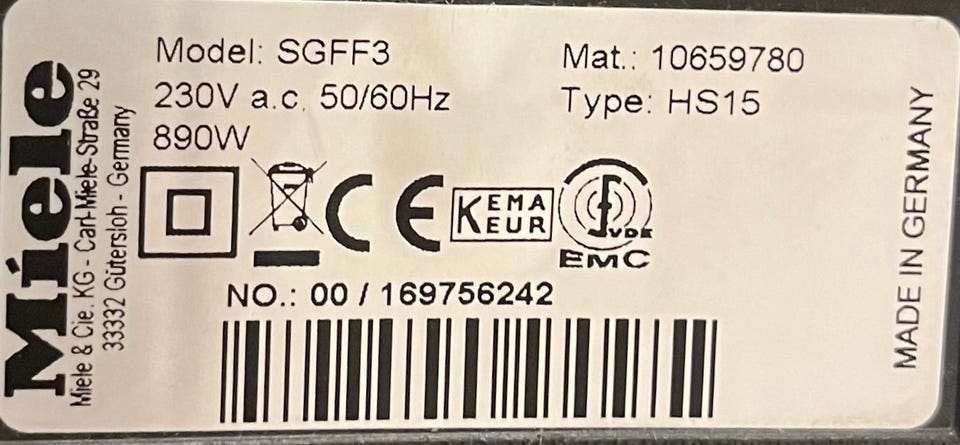 Miele
Miele & Cie. KG - Carl-Miele-Straße 29
33332 Gütersloh - Germany
Model: SGFF3
230V a.c. 50/60Hz
890W
Mat.: 10659780
Type: HS15
CE
KEMA
KEUR
VDE
EMC
NO.: 00 / 169756242
MADE IN GERMANY